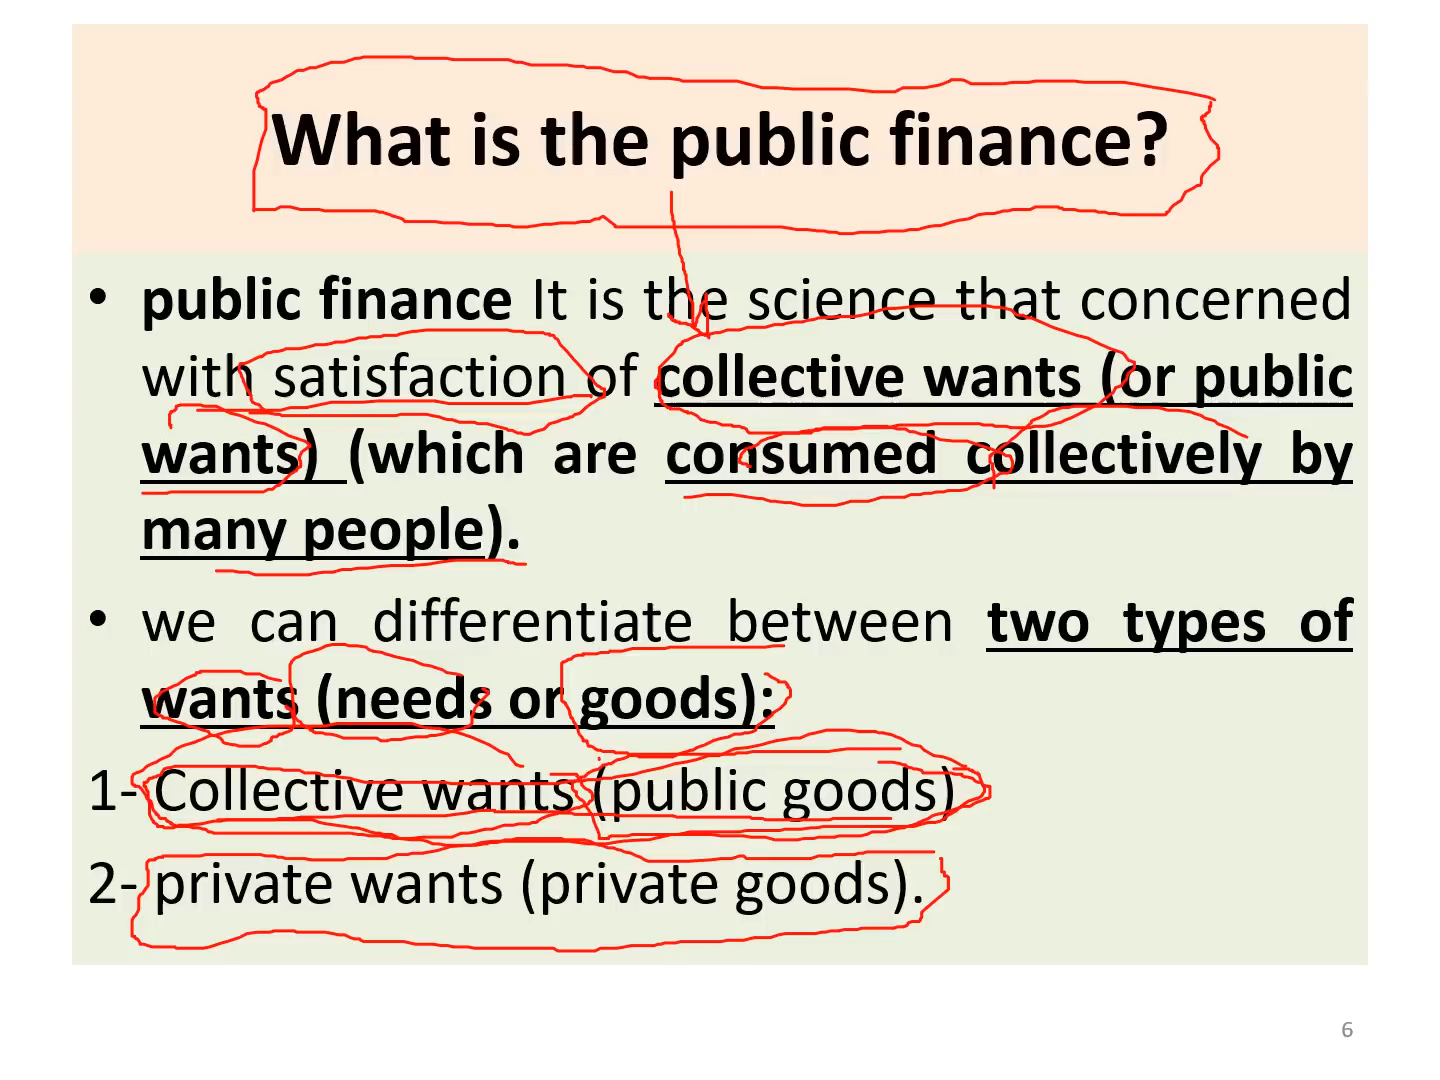 What is the public finance?
• public finance It is the science that concerned
with satisfaction of collective wants (or public
wants) (which are consumed collectively by
many people).
• we can differentiate between two types of
wants (needs or goods):
1- Collective wants (public goods)
2- private wants (private goods).
6